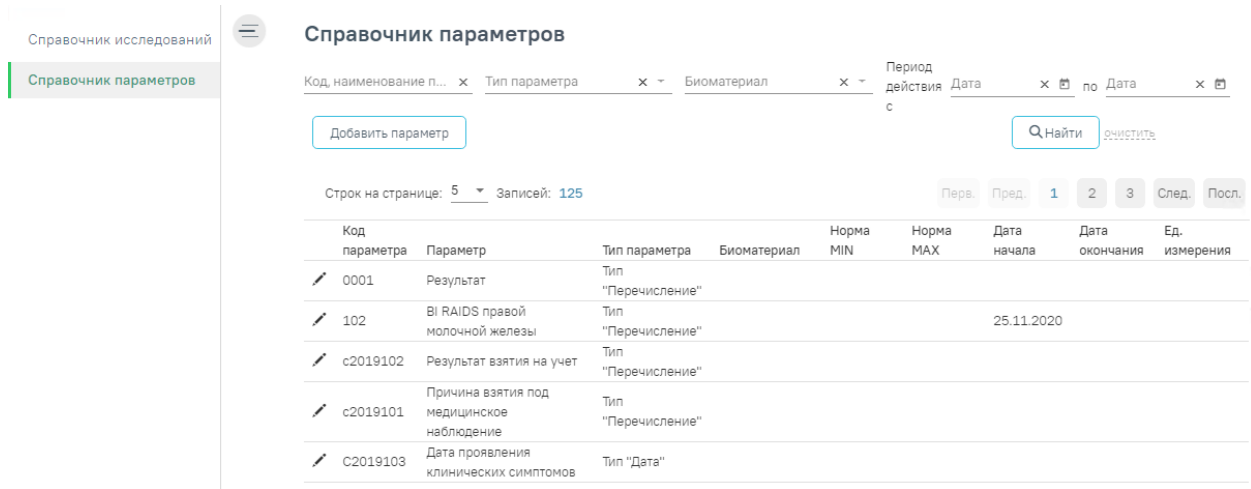 Справочник исследований
Справочник параметров
Справочник параметров
Код, наименование п...
Тип параметра
Биоматериал
Период
действия
с
Дата
по
Дата
Добавить параметр
Найти
очистить
Строк на странице: 5 Записей: 125
Перв. Пред. 1 2 3 След. Посл.
Код
параметра
Параметр
Тип параметра
Биоматериал
Норма
MIN
Норма
MAX
Дата
начала
Дата
окончания
Ед.
измерения
0001
Результат
Тип
"Перечисление"
102
BI RAIDS правой
молочной железы
Тип
"Перечисление"
25.11.2020
c2019102
Результат взятия на учет
Тип
"Перечисление"
c2019101
Причина взятия под
медицинское
наблюдение
Тип
"Перечисление"
C2019103
Дата проявления
клинических симптомов
Тип "Дата"